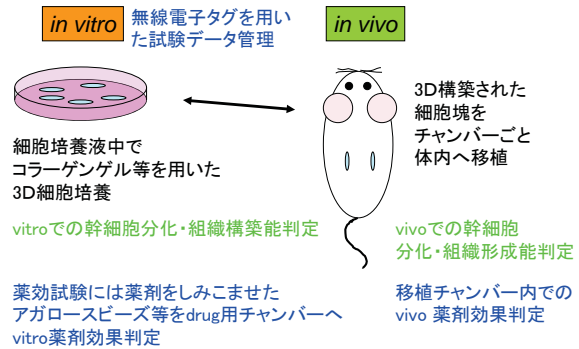 in vitro
無線電子タグを用い
た試験データ管理
in vivo
3D構築された
細胞塊を
チャンバーごと
体内へ移植
細胞培養液中で
コラーゲンゲル等を用いた
3D細胞培養
vitroでの幹細胞分化・組織構築能判定
vivoでの幹細胞
分化・組織形成能判定
薬効試験には薬剤をしみこませた
アガロースビーズ等をdrug用チャンバーへ
vitro薬剤効果判定
移植チャンバー内での
vivo 薬剤効果判定